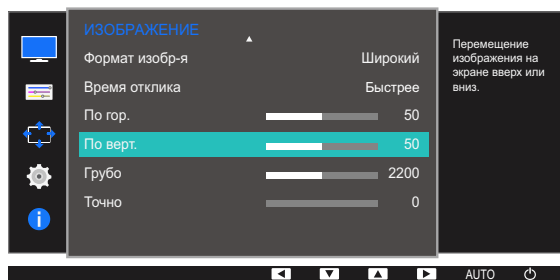 ИЗОБРАЖЕНИЕ
Формат изобр-я Широкий
Время отклика Быстрее
По гор. 50
По верт. 50
Грубо 2200
Точно 0
Перемещение
изображения на
экране вверх или
вниз.
AUTO